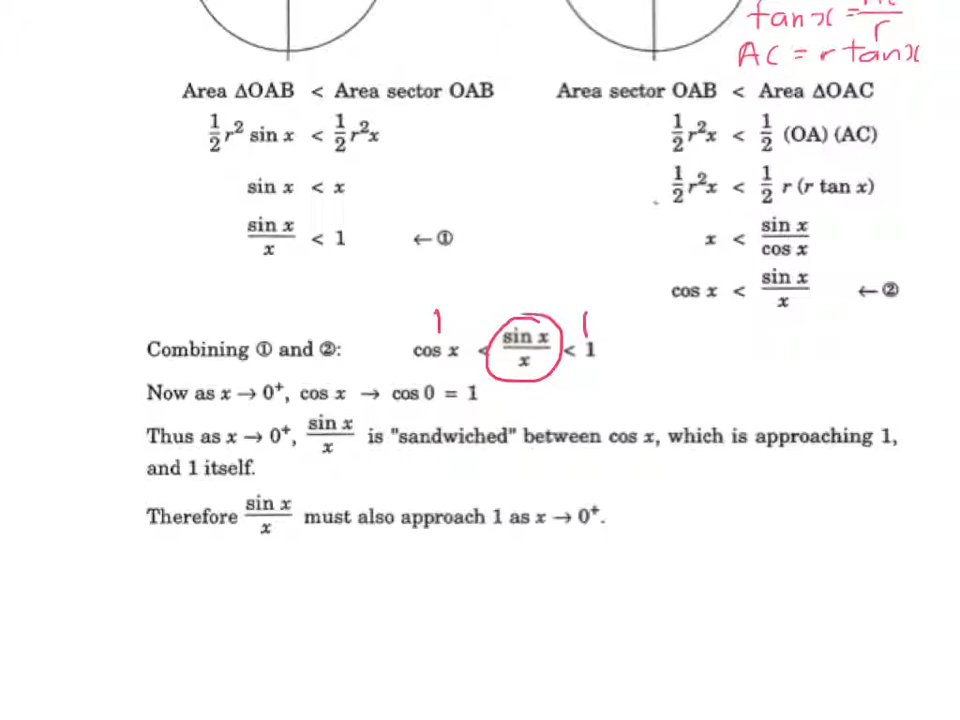 tan x = AC/r
AC = r tan x
Area ΔOAB < Area sector OAB
1/2 r² sin x < 1/2 r²x
sin x < x
sin x / x < 1 ←①
Area sector OAB < Area ΔOAC
1/2 r²x < 1/2 (OA) (AC)
1/2 r²x < 1/2 r (r tan x)
x < sin x / cos x
cos x < sin x / x ←②
1 1
Combining ① and ②: cos x < sin x / x < 1
Now as x → 0⁺, cos x → cos 0 = 1
Thus as x → 0⁺, sin x / x is "sandwiched" between cos x, which is approaching 1,
and 1 itself.
Therefore sin x / x must also approach 1 as x → 0⁺.